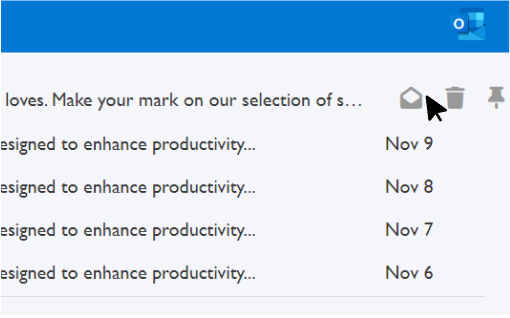 O
loves. Make your mark on our selection of s...
esigned to enhance productivity... Nov 9
esigned to enhance productivity... Nov 8
esigned to enhance productivity... Nov 7
esigned to enhance productivity... Nov 6